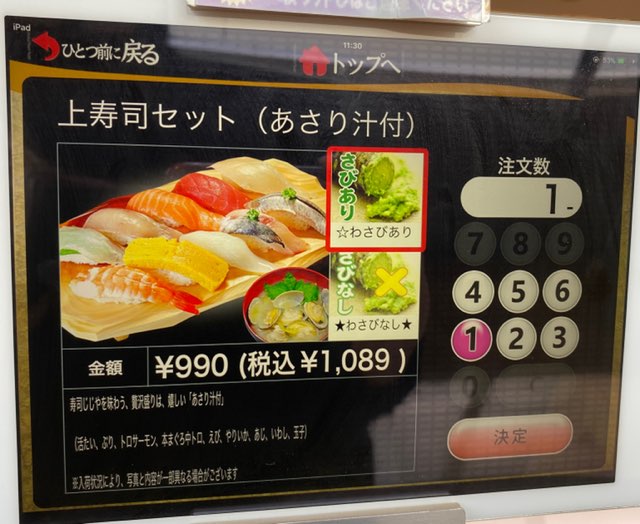 iPad
11:30
53%
ひとつ前に戻る
トップへ
上寿司セット（あさり汁付）
さびあり
☆わさびあり
さびなし
★わさびなし★
注文数
1
7 8 9
4 5 6
1 2 3
0
決定
金額 ¥990（税込¥1,089）
寿司じじやを味わう、贅沢盛りは、嬉しい「あさり汁付」
（活たい、ぶり、トロサーモン、本まぐろ中トロ、えび、やりいか、あじ、いわし、玉子）
※入荷状況により、写真と内容が一部異なる場合がございます